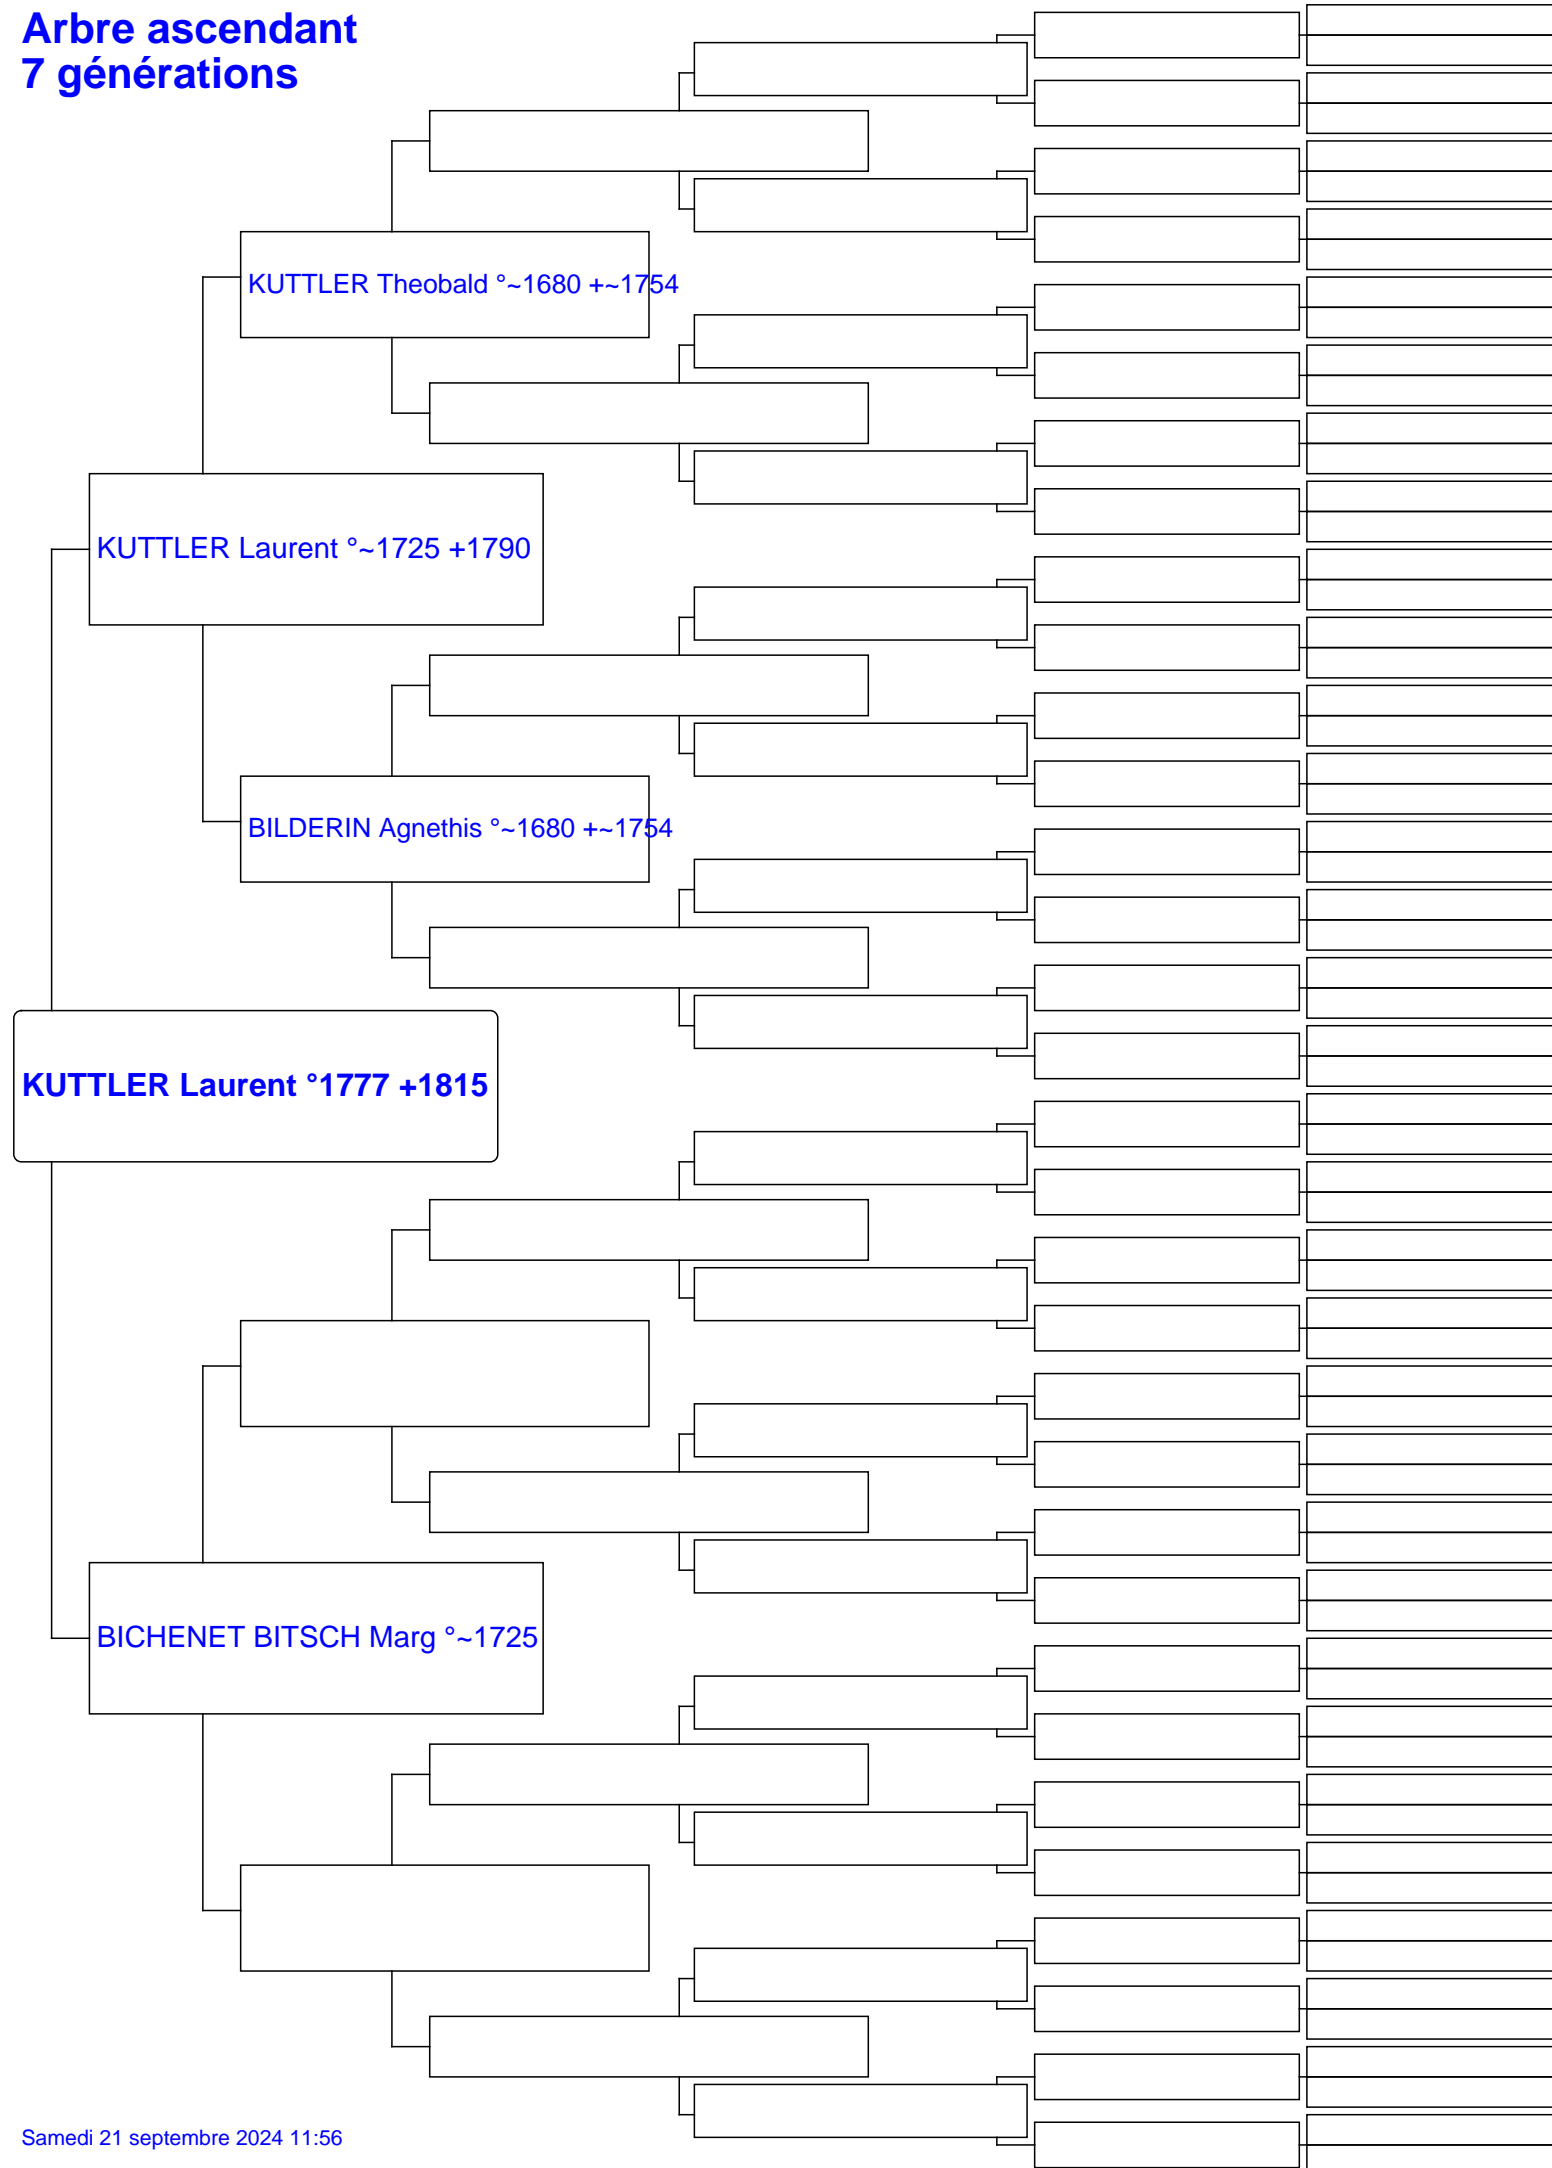 Arbre ascendant
7 générations
KUTTLER Theobald °~1680 +~1754
KUTTLER Laurent °~1725 +1790
BILDERIN Agnethis °~1680 +~1754
KUTTLER Laurent °1777 +1815
BICHENET BITSCH Marg °~1725
Samedi 21 septembre 2024 11:56